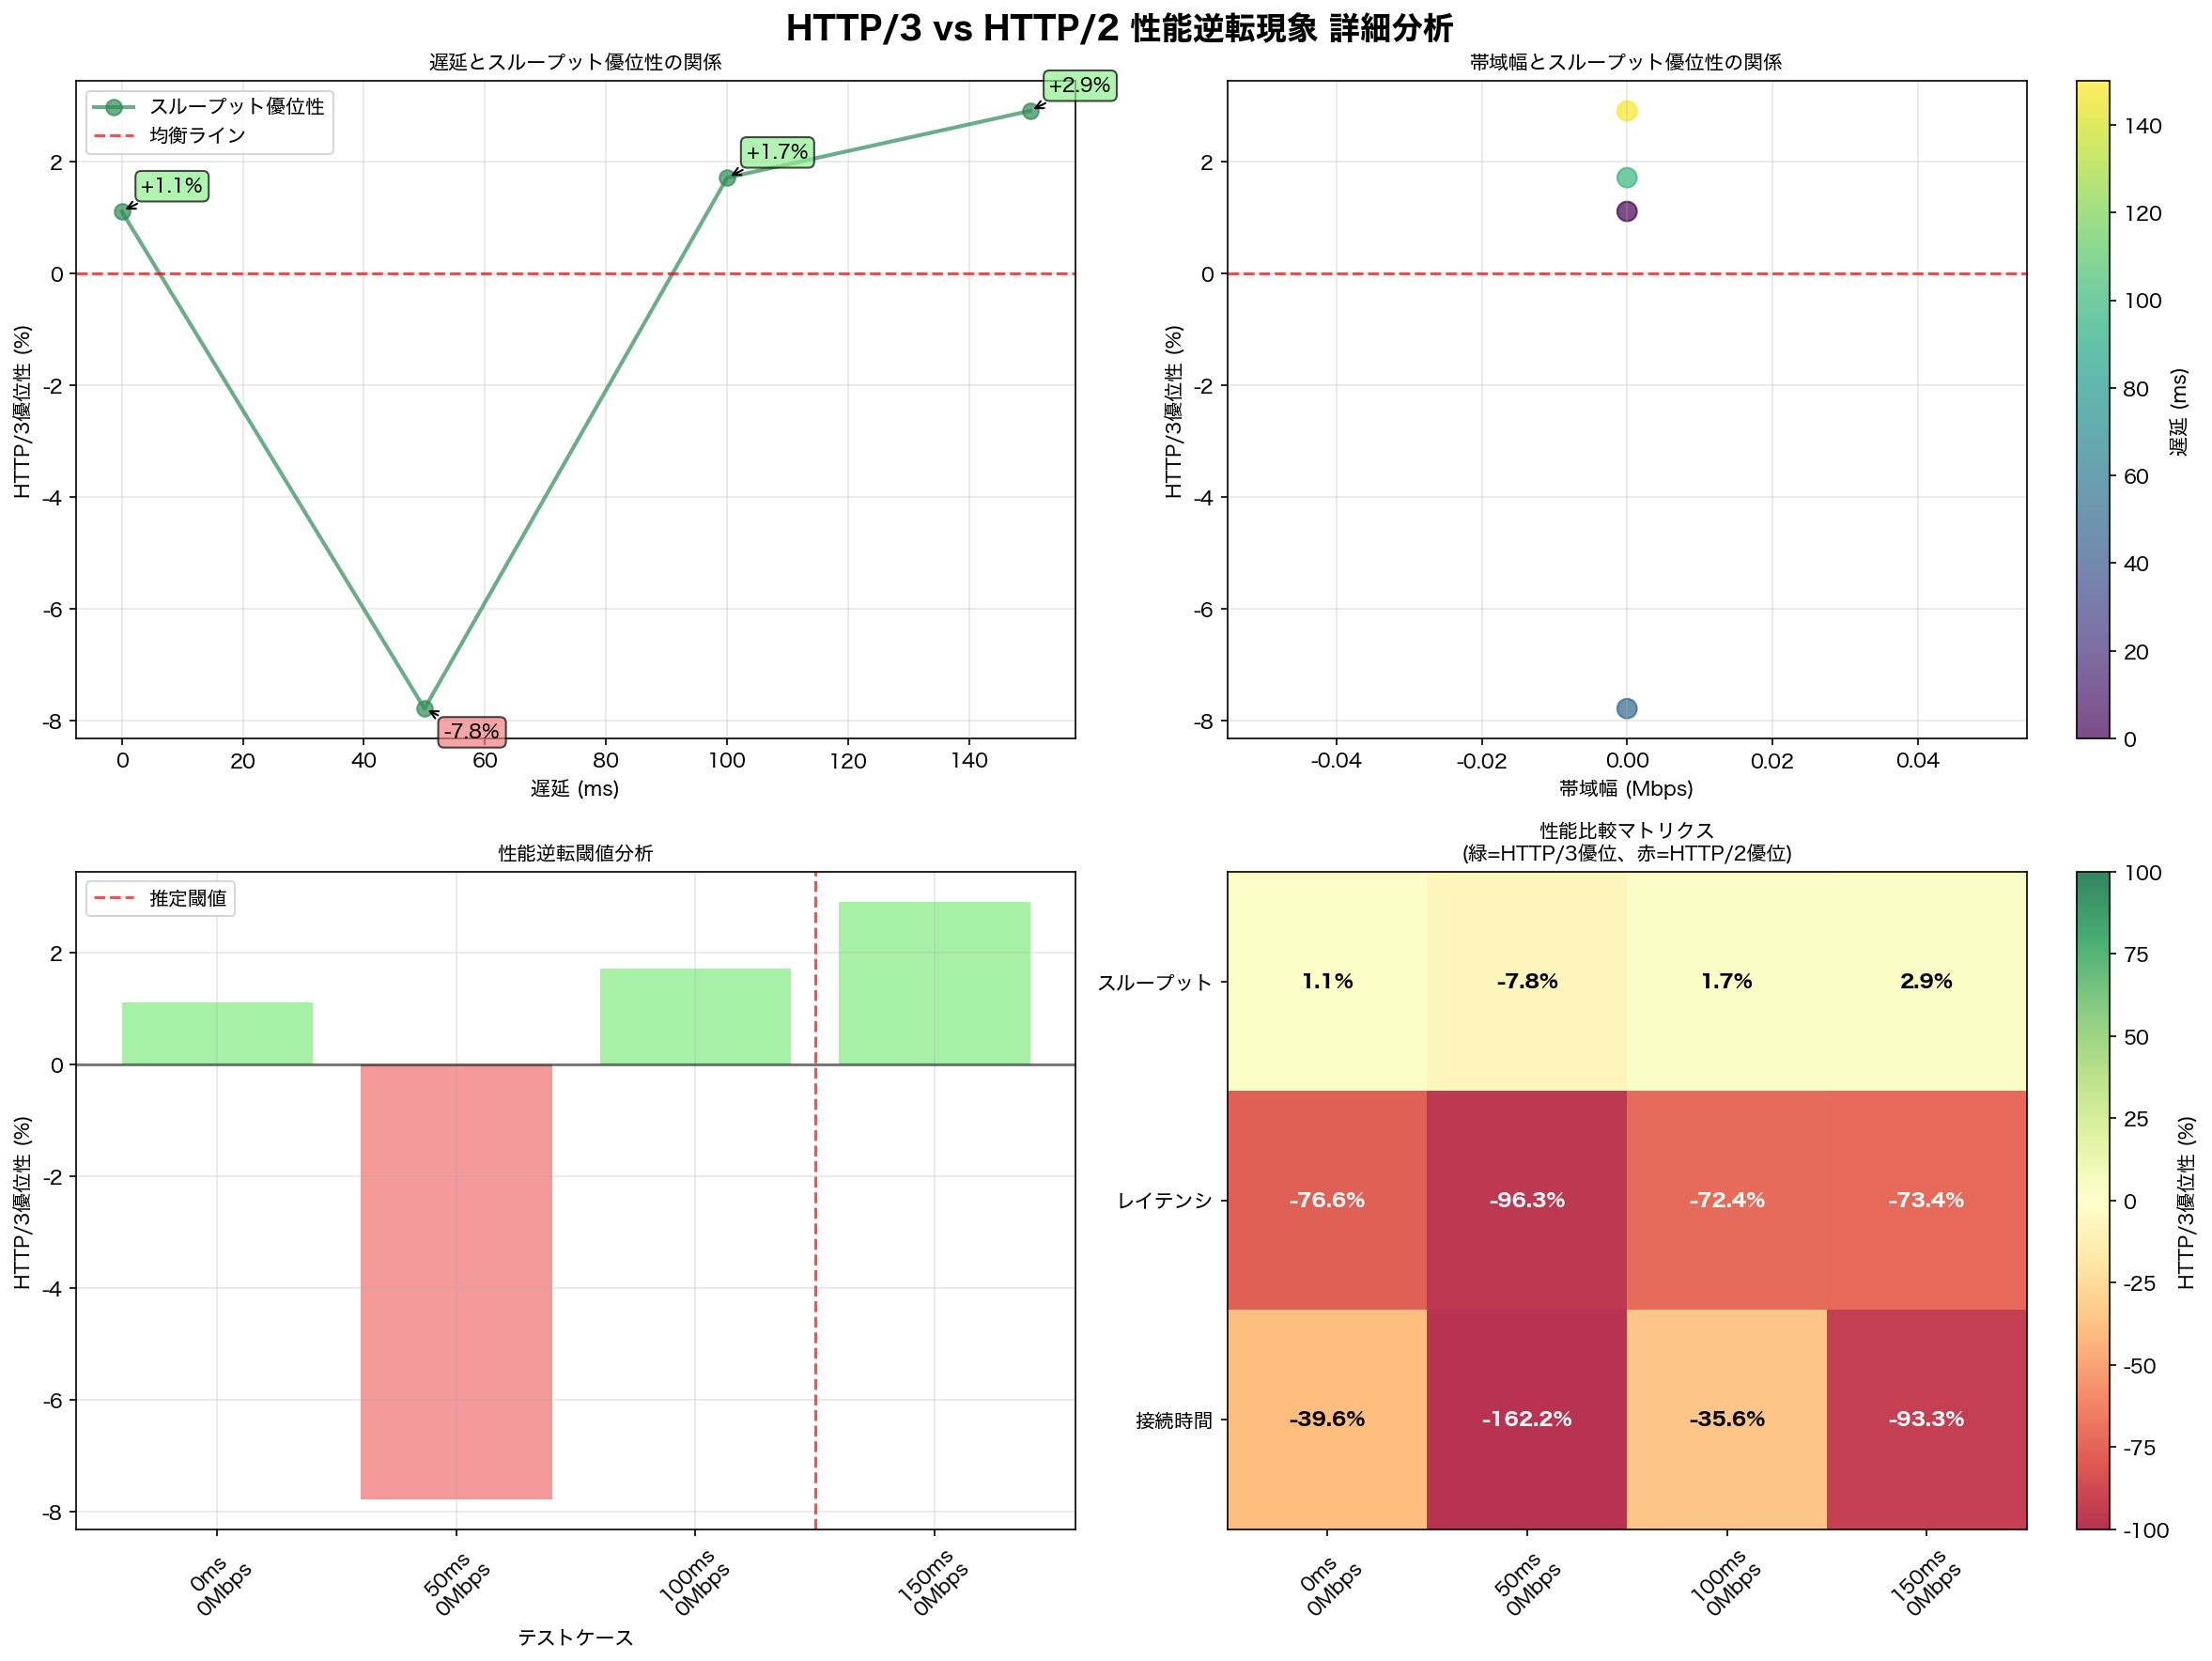 HTTP/3 vs HTTP/2 性能逆転現象 詳細分析
遅延とスループット優位性の関係
スループット優位性
均衡ライン
+1.1%
-7.8%
+1.7%
+2.9%
2
0
-2
-4
-6
-8
HTTP/3優位性 (%)
0
20
40
60
80
100
120
140
遅延 (ms)
帯域幅とスループット優位性の関係
2
0
-2
-4
-6
-8
HTTP/3優位性 (%)
-0.04
-0.02
0.00
0.02
0.04
帯域幅 (Mbps)
140
120
100
80
60
40
20
0
遅延 (ms)
性能逆転閾値分析
推定閾値
2
0
-2
-4
-6
-8
HTTP/3優位性 (%)
0ms
0Mbps
50ms
0Mbps
100ms
0Mbps
150ms
0Mbps
テストケース
性能比較マトリクス
(緑=HTTP/3優位、赤=HTTP/2優位)
スループット
1.1%
-7.8%
1.7%
2.9%
レイテンシ
-76.6%
-96.3%
-72.4%
-73.4%
接続時間
-39.6%
-162.2%
-35.6%
-93.3%
0ms
0Mbps
50ms
0Mbps
100ms
0Mbps
150ms
0Mbps
100
75
50
25
0
-25
-50
-75
-100
HTTP/3優位性 (%)